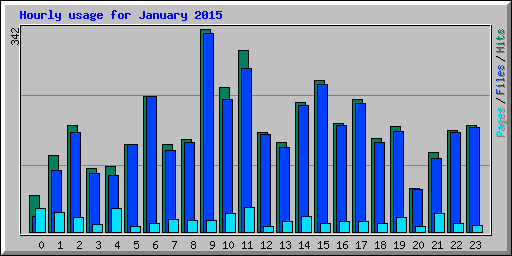 Hourly usage for January 2015
342
Pages / Files / Hits
0 1 2 3 4 5 6 7 8 9 10 11 12 13 14 15 16 17 18 19 20 21 22 23